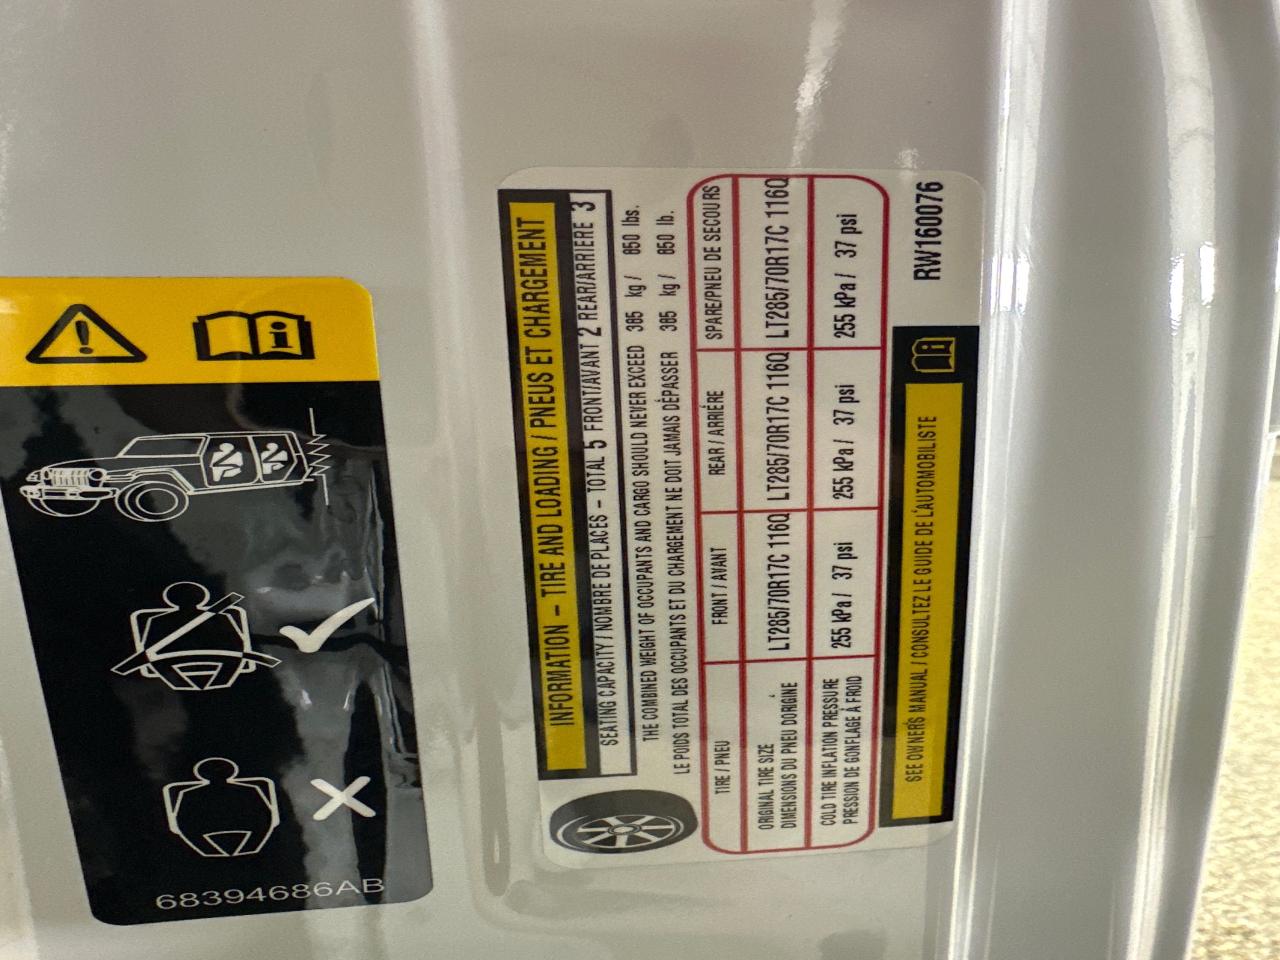 INFORMATION – TIRE AND LOADING / PNEUS ET CHARGEMENT
SEATING CAPACITY / NOMBRE DE PLACES – TOTAL 5 FRONT/AVANT 2 REAR/ARRIÈRE 3
THE COMBINED WEIGHT OF OCCUPANTS AND CARGO SHOULD NEVER EXCEED 385 kg / 850 lbs.
LE POIDS TOTAL DES OCCUPANTS ET DU CHARGEMENT NE DOIT JAMAIS DÉPASSER 385 kg / 850 lb.
TIRE / PNEU FRONT / AVANT REAR / ARRIÈRE SPARE/PNEU DE SECOURS
ORIGINAL TIRE SIZE
DIMENSIONS DU PNEU D'ORIGINE
LT285/70R17C 116Q LT285/70R17C 116Q LT285/70R17C 116Q
COLD TIRE INFLATION PRESSURE
PRESSION DE GONFLAGE À FROID
255 kPa / 37 psi 255 kPa / 37 psi 255 kPa / 37 psi
SEE OWNER'S MANUAL / CONSULTEZ LE GUIDE DE L'AUTOMOBILISTE
RW160076
68394686AB